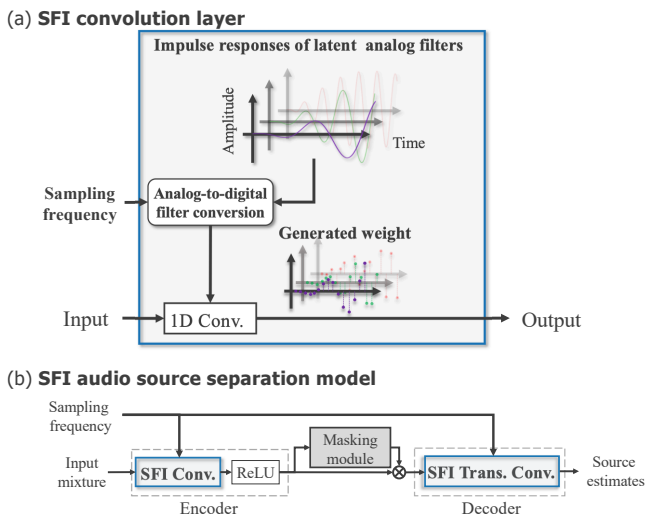 (a) SFI convolution layer
Impulse responses of latent analog filters
Amplitude
Time
Sampling
frequency
Analog-to-digital
filter conversion
Generated weight
Input
1D Conv.
Output
(b) SFI audio source separation model
Sampling
frequency
Masking
module
Input
mixture
SFI Conv.
ReLU
SFI Trans. Conv.
Source
estimates
Encoder
Decoder